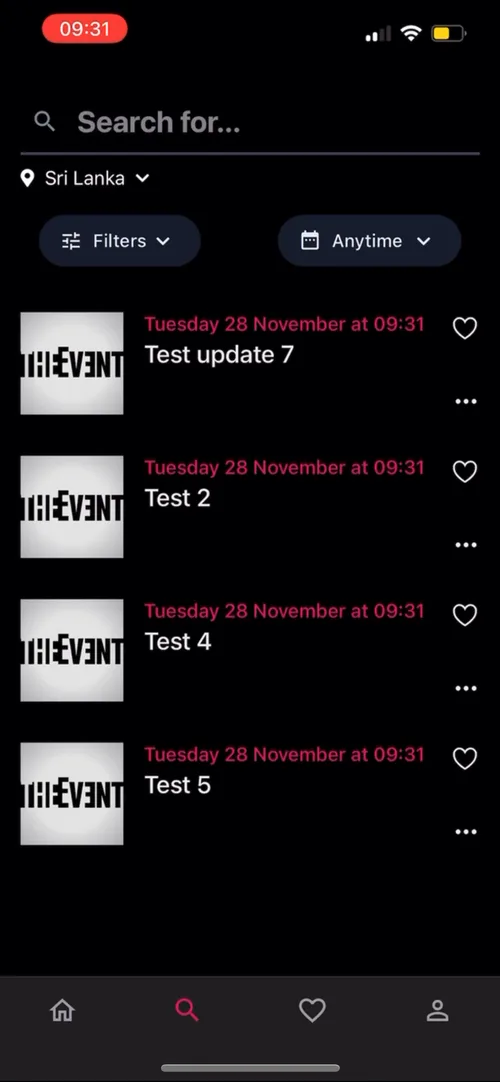 09:31
Search for...
Sri Lanka
Filters
Anytime
Tuesday 28 November at 09:31
Test update 7
THE EVENT
Tuesday 28 November at 09:31
Test 2
THE EVENT
Tuesday 28 November at 09:31
Test 4
THE EVENT
Tuesday 28 November at 09:31
Test 5
THE EVENT